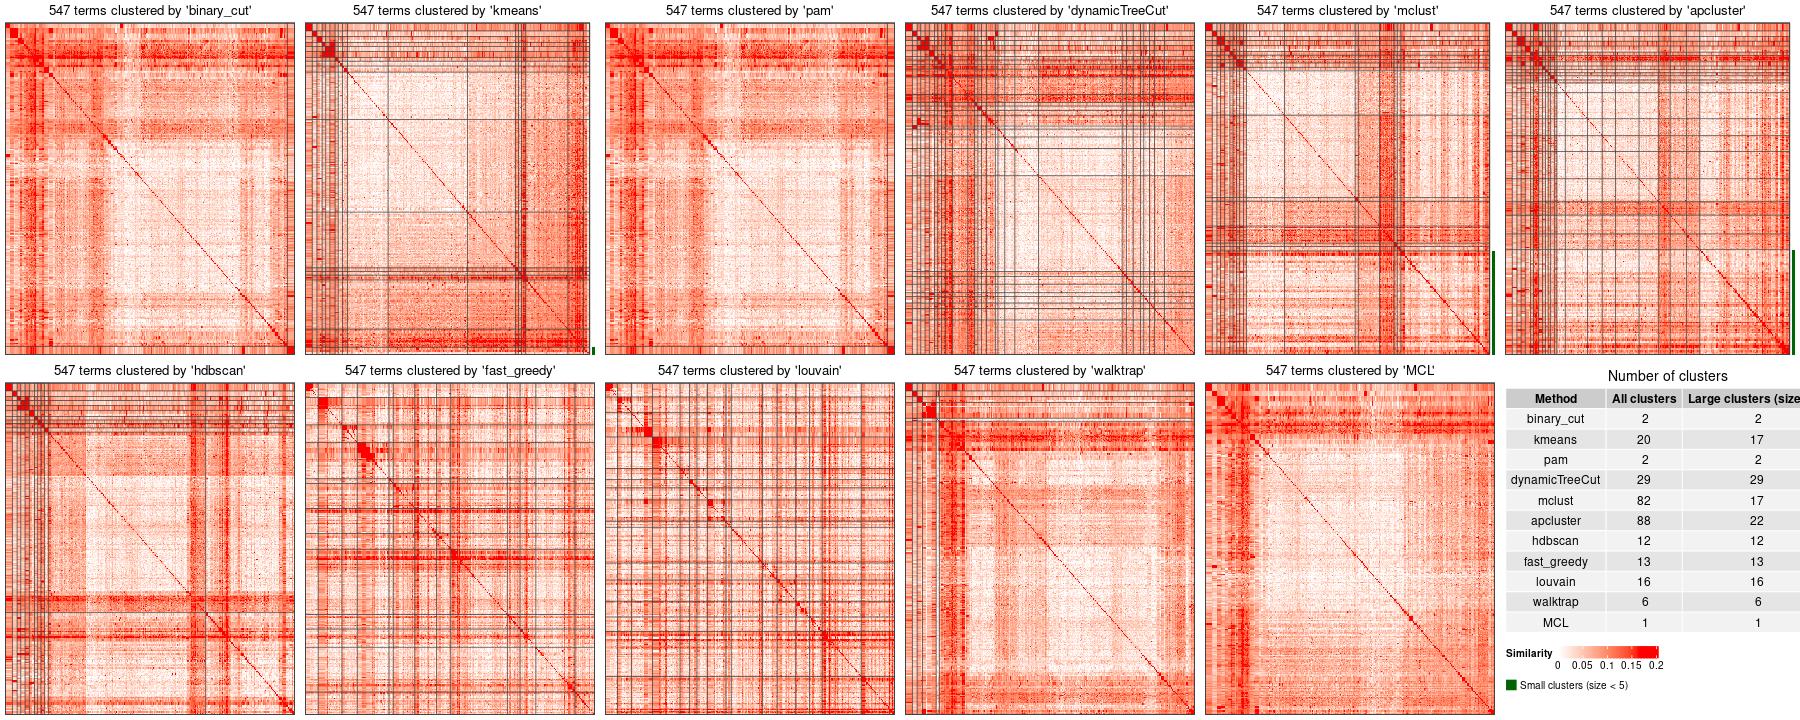 547 terms clustered by 'binary_cut'
547 terms clustered by 'kmeans'
547 terms clustered by 'pam'
547 terms clustered by 'dynamicTreeCut'
547 terms clustered by 'mclust'
547 terms clustered by 'apcluster'
547 terms clustered by 'hdbscan'
547 terms clustered by 'fast_greedy'
547 terms clustered by 'louvain'
547 terms clustered by 'walktrap'
547 terms clustered by 'MCL'
Number of clusters
Method All clusters Large clusters (size
binary_cut 2 2
kmeans 20 17
pam 2 2
dynamicTreeCut 29 29
mclust 82 17
apcluster 88 22
hdbscan 12 12
fast_greedy 13 13
louvain 16 16
walktrap 6 6
MCL 1 1
Similarity
0 0.05 0.1 0.15 0.2
Small clusters (size < 5)